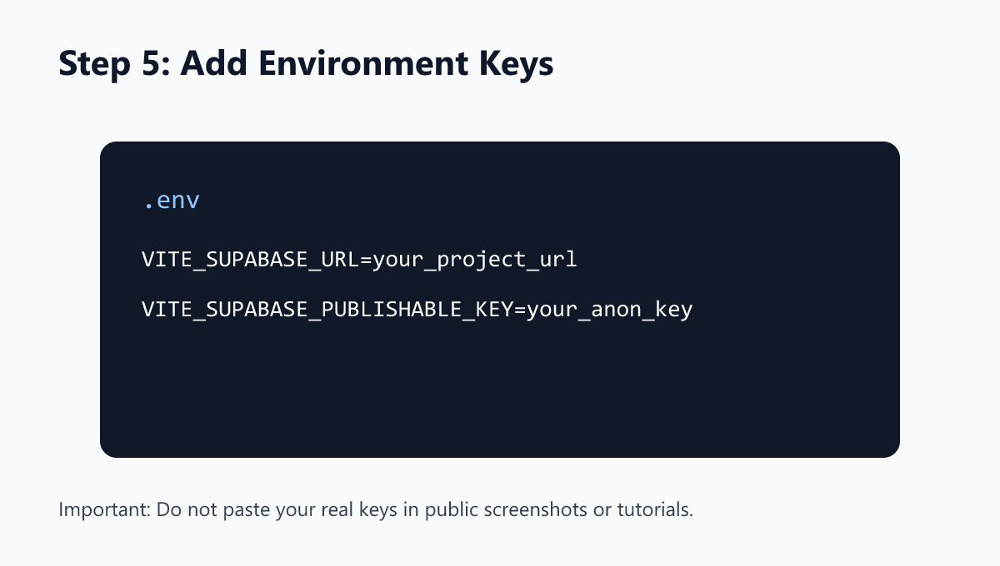 Step 5: Add Environment Keys
.env
VITE_SUPABASE_URL=your_project_url
VITE_SUPABASE_PUBLISHABLE_KEY=your_anon_key
Important: Do not paste your real keys in public screenshots or tutorials.